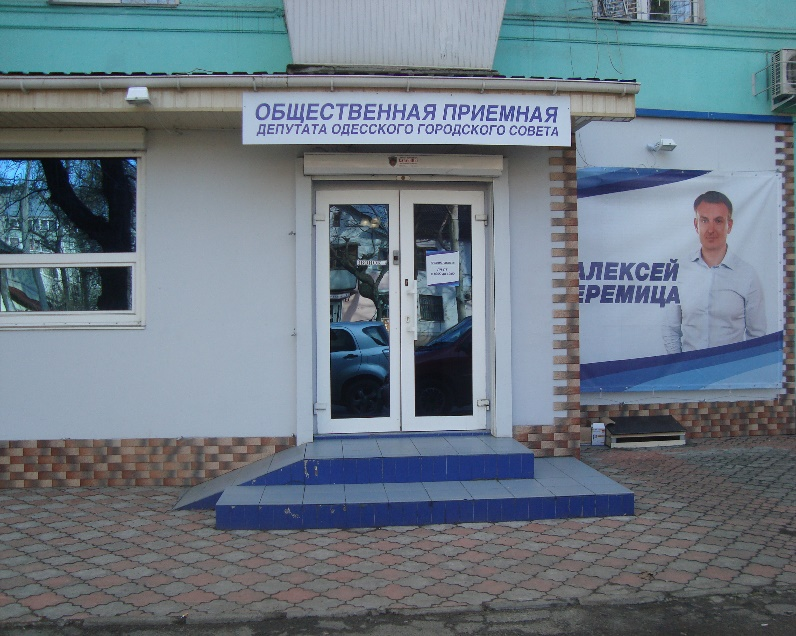 ОБЩЕСТВЕННАЯ ПРИЕМНАЯ
ДЕПУТАТА ОДЕССКОГО ГОРОДСКОГО СОВЕТА
АЛЕКСЕЙ
ЕРЕМИЦА